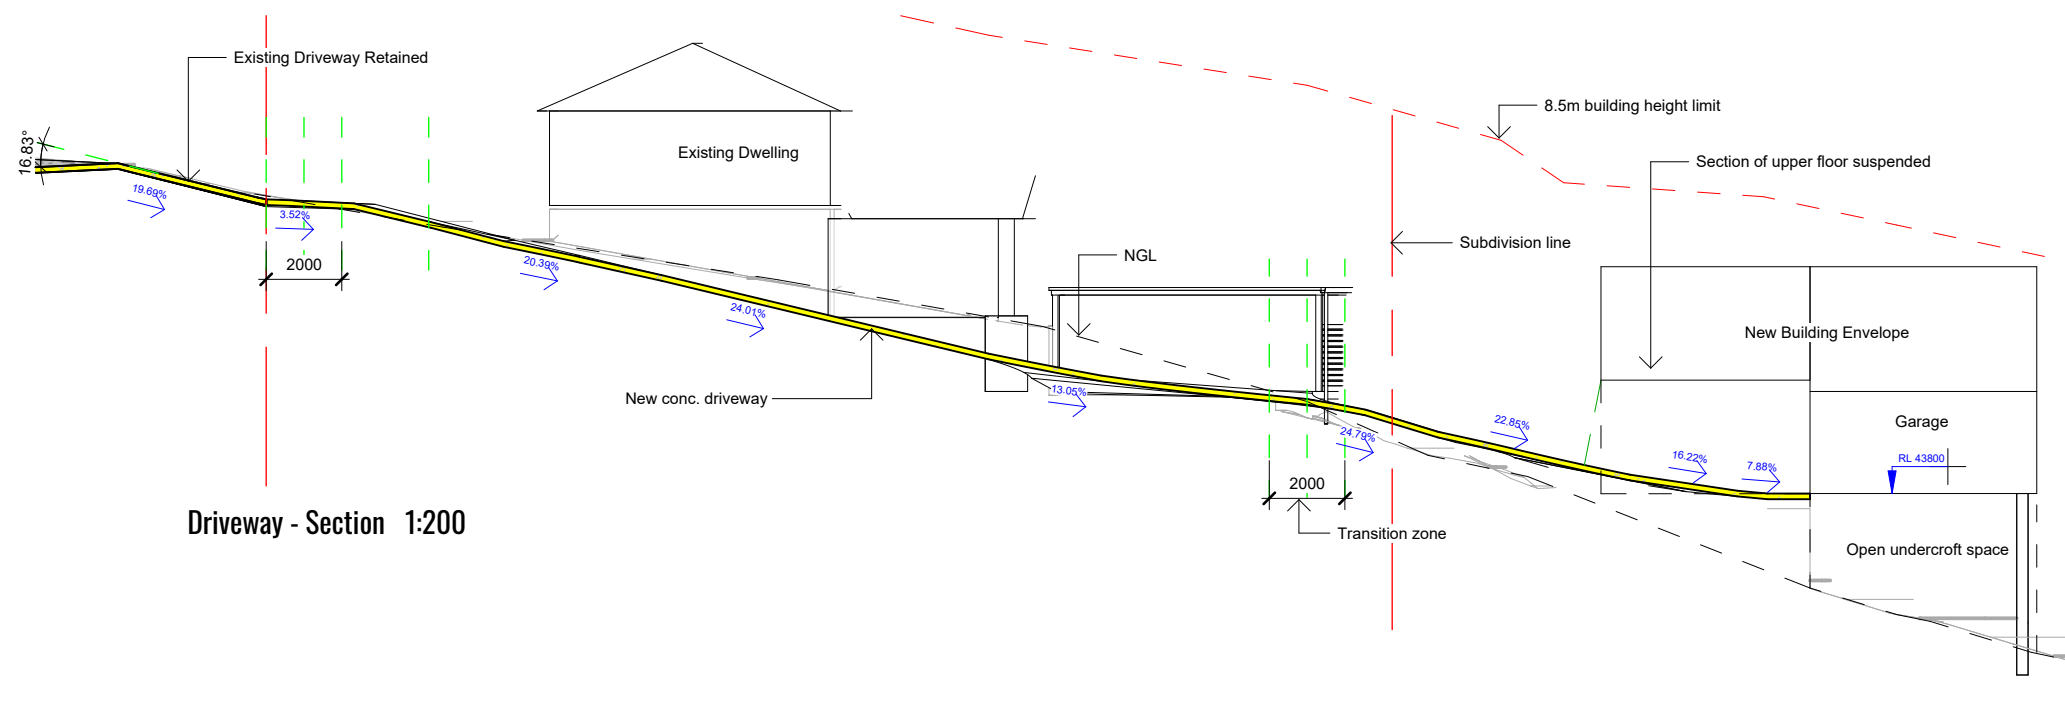 Existing Driveway Retained
8.5m building height limit
16.83°
Existing Dwelling
Section of upper floor suspended
19.69%
3.52%
Subdivision line
NGL
2000
20.39%
24.01%
New Building Envelope
13.05%
New conc. driveway
22.85%
Garage
24.79%
16.22%
7.88%
RL 43800
2000
Driveway - Section 1:200
Transition zone
Open undercroft space